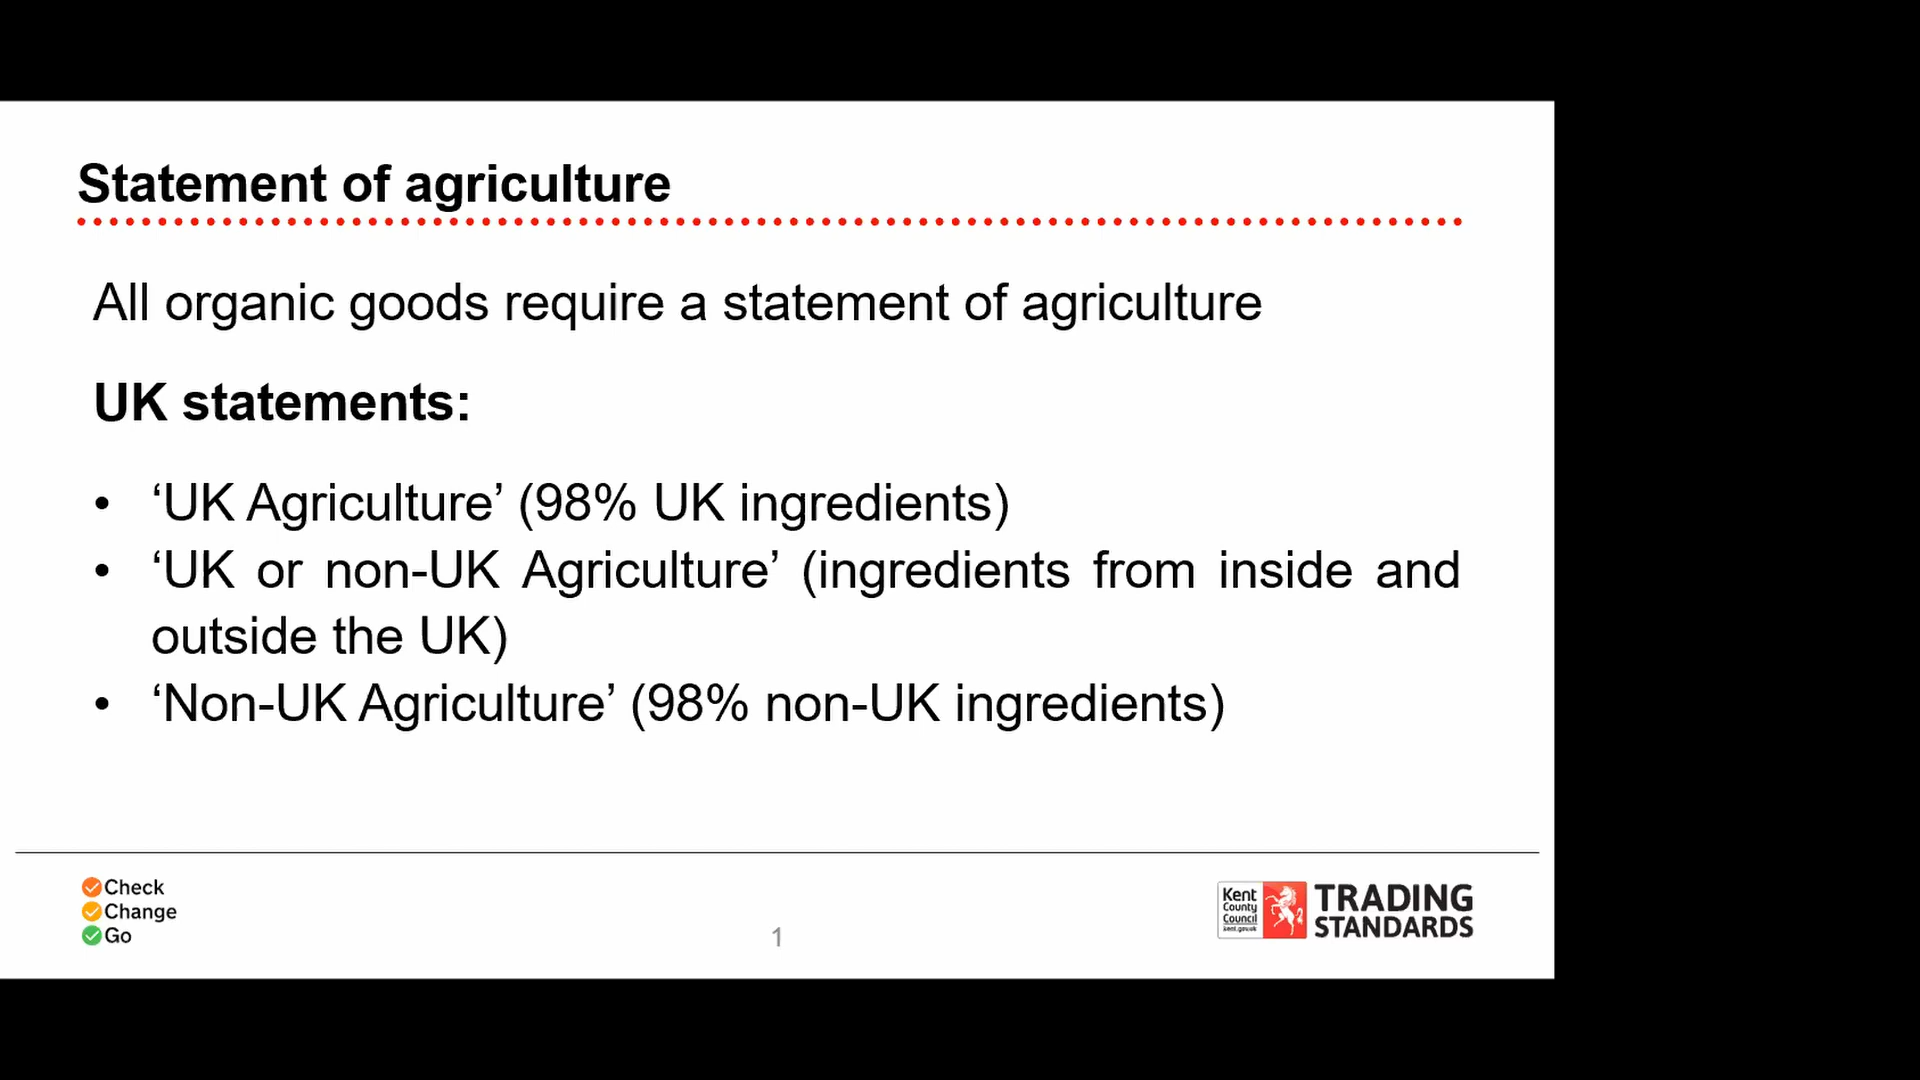 Statement of agriculture
All organic goods require a statement of agriculture
UK statements:
• ‘UK Agriculture’ (98% UK ingredients)
• ‘UK or non-UK Agriculture’ (ingredients from inside and
outside the UK)
• ‘Non-UK Agriculture’ (98% non-UK ingredients)
Check
Change
Go
1
Kent
County
Council
kent.gov.uk
TRADING
STANDARDS